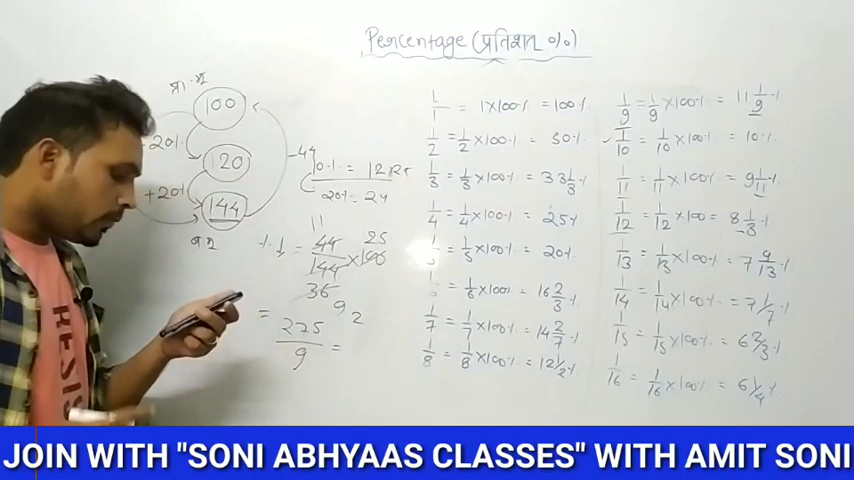 Percentage (प्रतिशत %)
प्रा. मू
100
+20%
120
+20%
144
-44
10% = 12
20% = 24
44
144 × 100
11
25
36
9
=
275
9 =
1/1 = 1×100% = 100%
1/2 = 1/2 ×100% = 50%
1/3 = 1/3 ×100% = 33 1/3 %
1/4 = 1/4 ×100% = 25%
1/5 ×100% = 20%
= 1/6 ×100% = 16 2/3 %
1/7 = 1/7 ×100% = 14 2/7 %
1/8 = 1/8 ×100% = 12 1/2 %
1/9 = 1/9 ×100% = 11 1/9 %
1/10 = 1/10 ×100% = 10%
1/11 = 1/11 ×100% = 9 1/11 %
1/12 = 1/12 ×100 = 8 1/3 %
1/13 = 1/13 ×100% = 7 9/13 %
1/14 = 1/14 ×100% = 7 1/7 %
1/15 = 1/15 ×100% = 6 2/3 %
1/16 = 1/16 ×100% = 6 1/4 %
JOIN WITH "SONI ABHYAAS CLASSES" WITH AMIT SONI